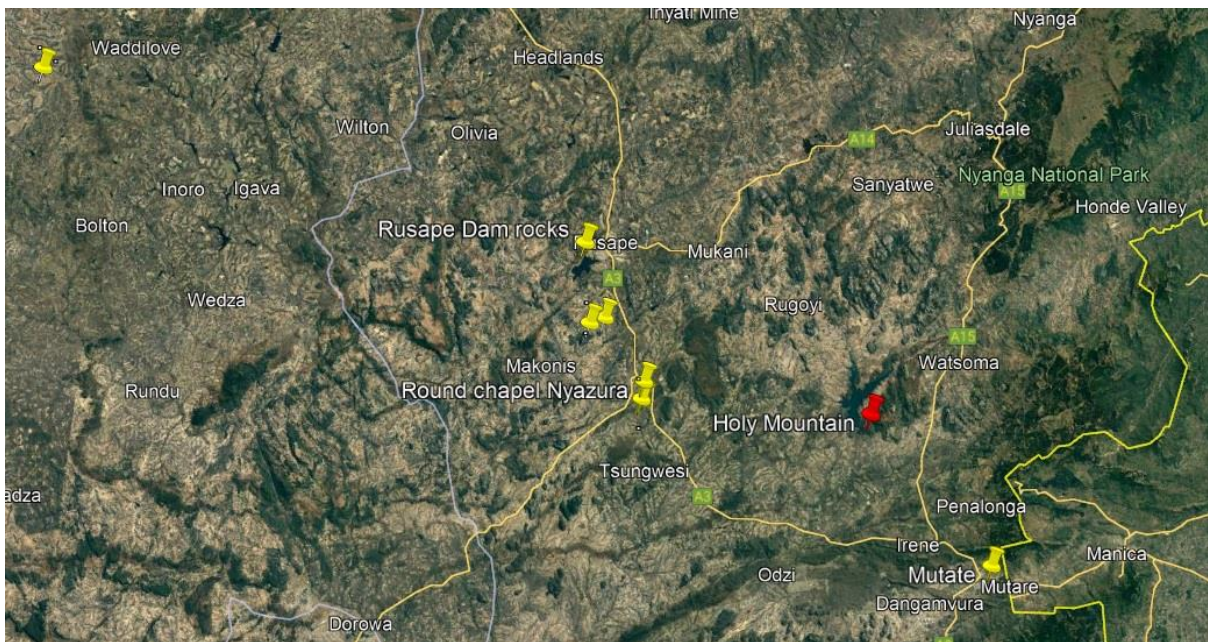 Inyati Mine
Nyanga
Waddilove
Headlands
Wilton
Olivia
A14
Juliasdale
Inoro
Igava
Sanyatwe
Nyanga National Park
A15
Honde Valley
Bolton
Rusape Dam rocks
Mukani
A3
Wedza
Rugoyi
A15
Watsoma
Makonis
Rundu
Round chapel Nyazura
Holy Mountain
Tsungwesi
A3
Penalonga
Irene
Manica
Odzi
Mutate
Mutare
Dangamvura
Dorowa